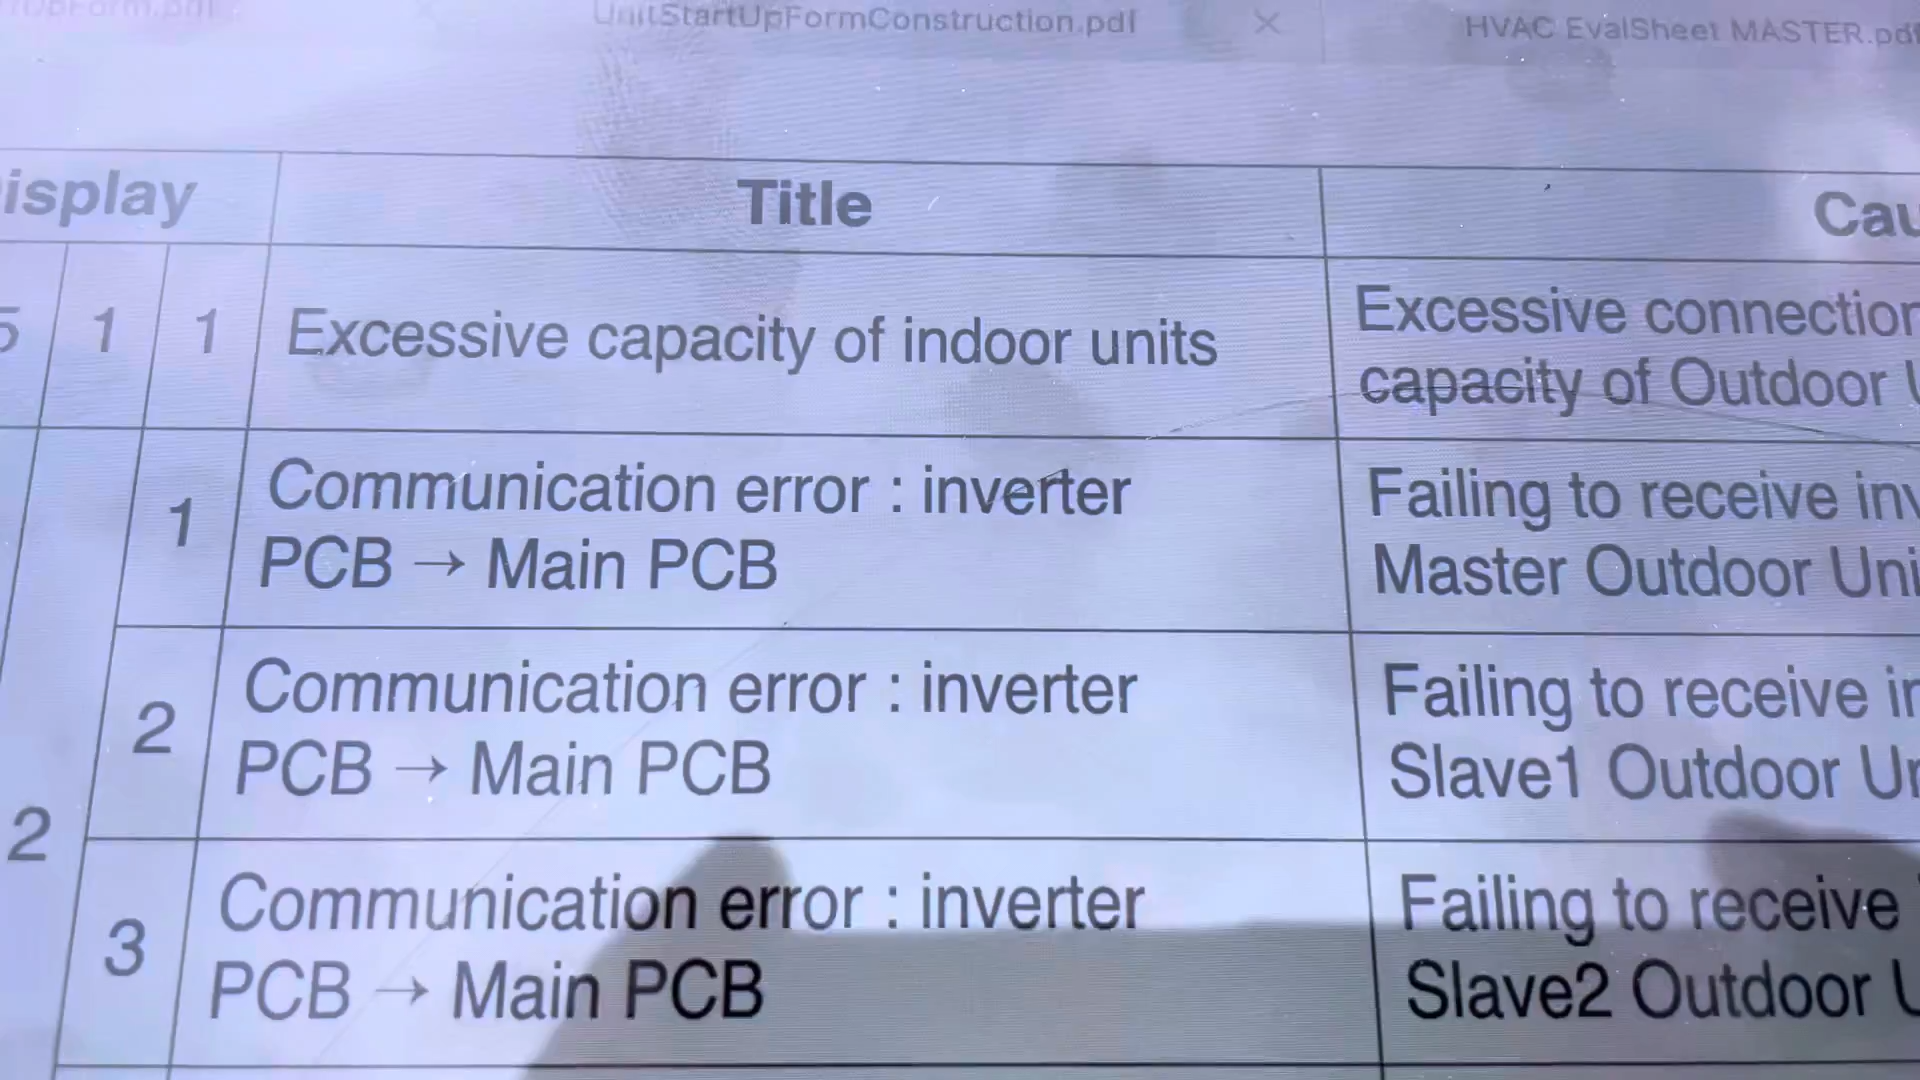 UnitStartUpFormConstruction.pdf
HVAC EvalSheet MASTER.pdf
isplay
Title
Cau
5 1 1
Excessive capacity of indoor units
Excessive connection
capacity of Outdoor
2
1
Communication error : inverter
PCB → Main PCB
Failing to receive inv
Master Outdoor Uni
2
Communication error : inverter
PCB → Main PCB
Failing to receive in
Slave1 Outdoor Un
3
Communication error : inverter
PCB → Main PCB
Failing to receive
Slave2 Outdoor U